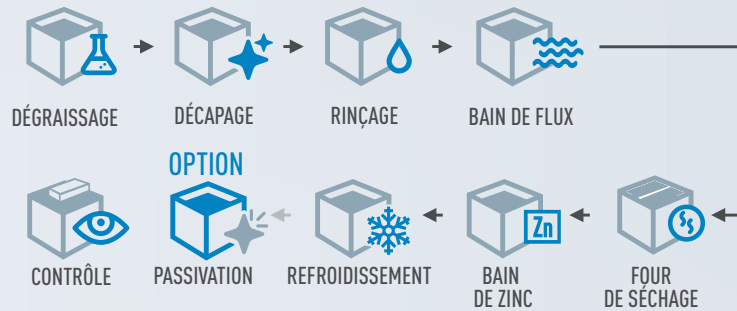 DÉGRAISSAGE
DÉCAPAGE
RINÇAGE
BAIN DE FLUX
OPTION
Zn
CONTRÔLE
PASSIVATION
REFROIDISSEMENT
BAIN
DE ZINC
FOUR
DE SÉCHAGE